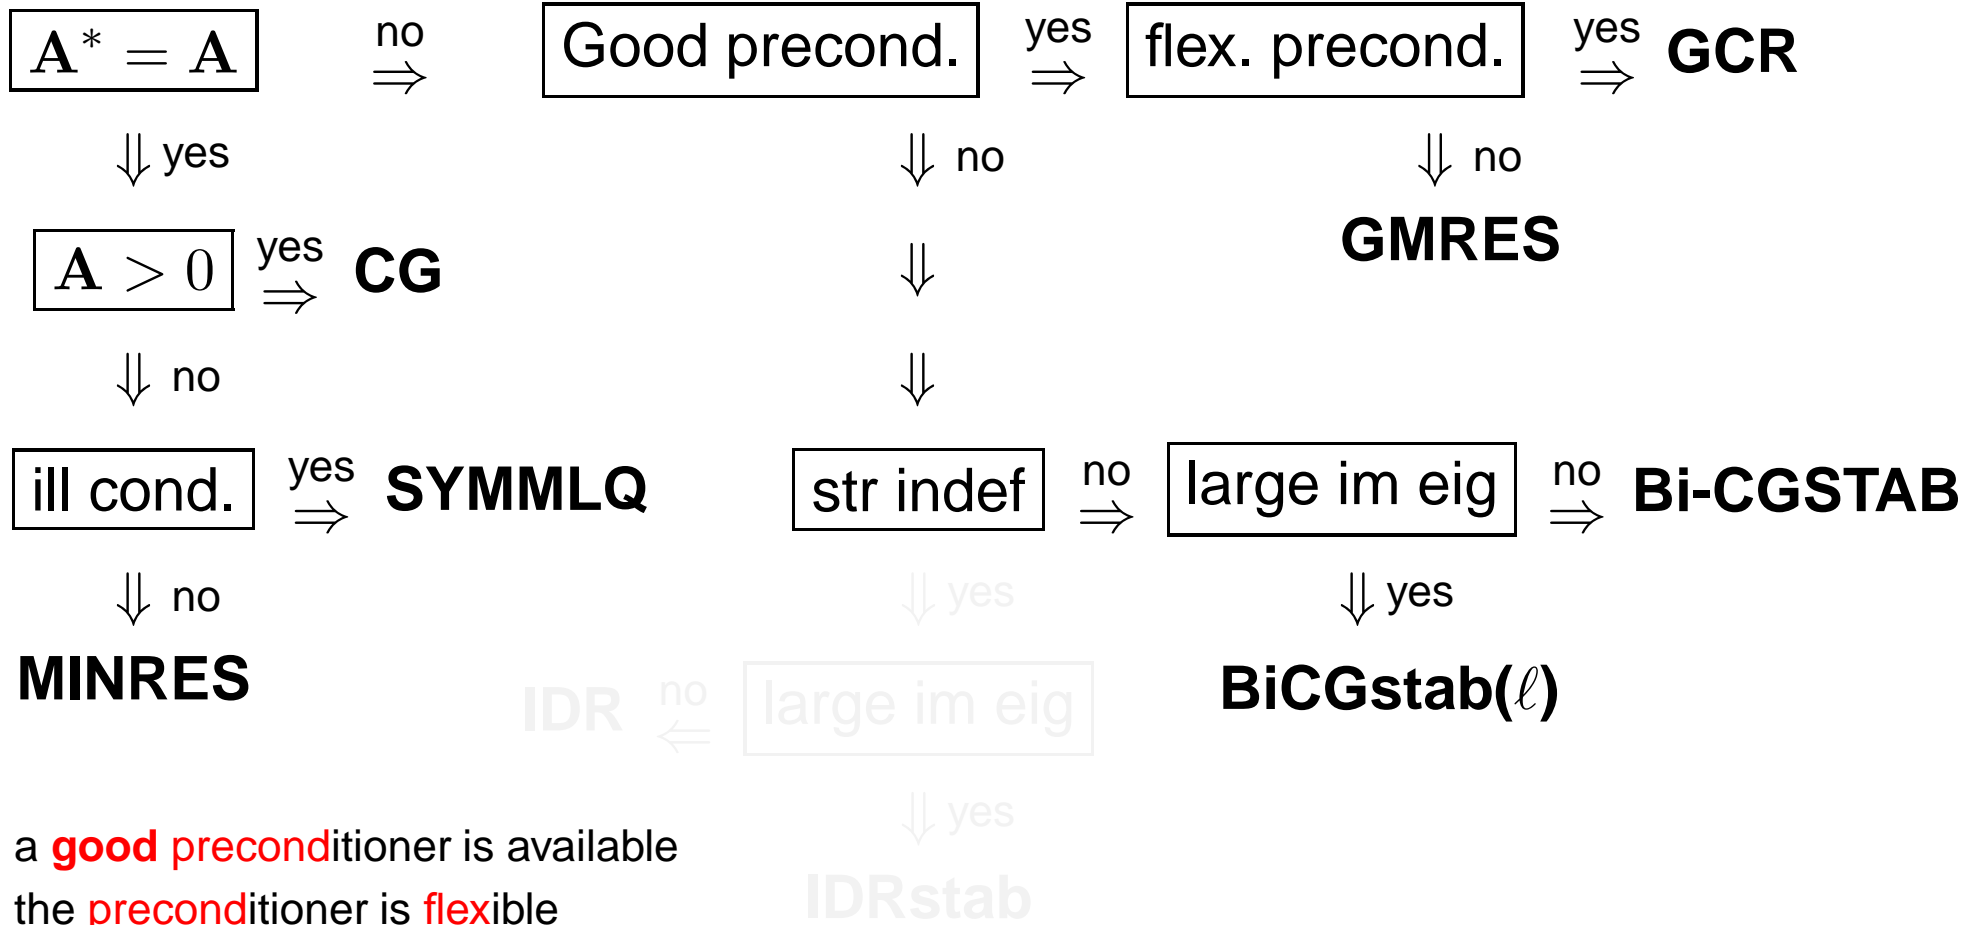 A* = A no ⇒ Good precond. yes ⇒ flex. precond. yes ⇒ GCR
⇓ yes ⇓ no ⇓ no
A > 0 yes ⇒ CG ⇓ GMRES
⇓ no ⇓
ill cond. yes ⇒ SYMMLQ str indef no ⇒ large im eig no ⇒ Bi-CGSTAB
⇓ no ⇓ yes ⇓ yes
MINRES IDR no ⇐ large im eig BiCGstab(ℓ)
⇓ yes
a good preconditioner is available
IDRstab
the preconditioner is flexible